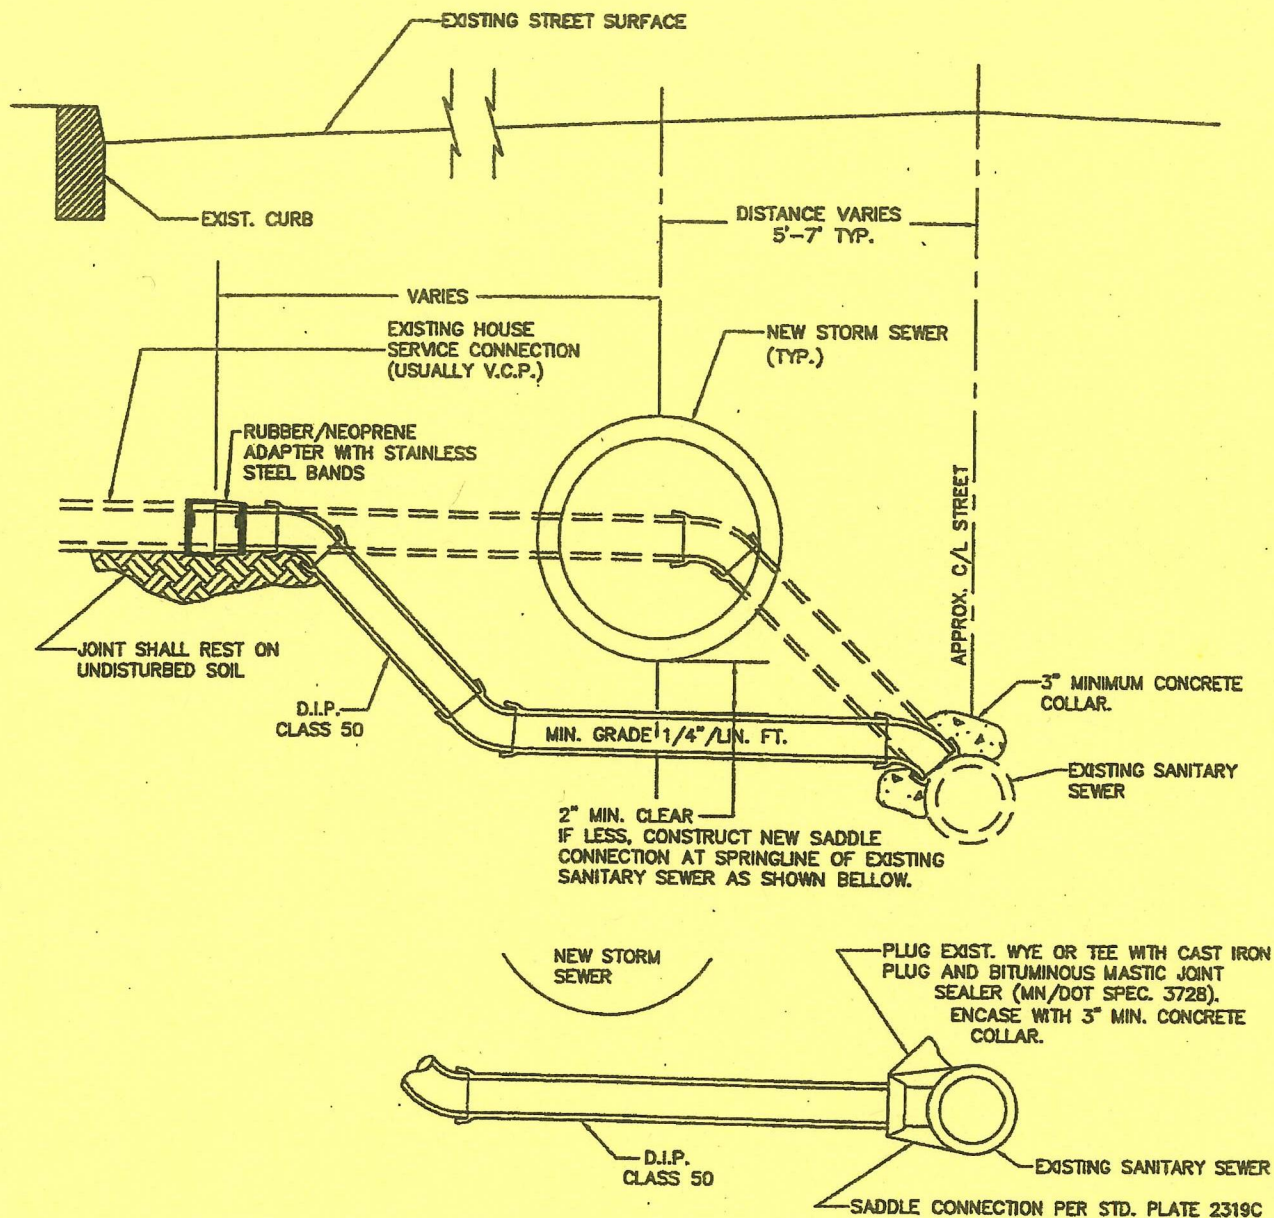 EXISTING STREET SURFACE
EXIST. CURB
DISTANCE VARIES
5'-7' TYP.
VARIES
EXISTING HOUSE
SERVICE CONNECTION
(USUALLY V.C.P.)
NEW STORM SEWER
(TYP.)
RUBBER/NEOPRENE
ADAPTER WITH STAINLESS
STEEL BANDS
APPROX. C/L STREET
JOINT SHALL REST ON
UNDISTURBED SOIL
3" MINIMUM CONCRETE
COLLAR.
D.I.P.
CLASS 50
MIN. GRADE 1/4"/LIN. FT.
EXISTING SANITARY
SEWER
2" MIN. CLEAR
IF LESS, CONSTRUCT NEW SADDLE
CONNECTION AT SPRINGLINE OF EXISTING
SANITARY SEWER AS SHOWN BELLOW.
NEW STORM
SEWER
PLUG EXIST. WYE OR TEE WITH CAST IRON
PLUG AND BITUMINOUS MASTIC JOINT
SEALER (MN/DOT SPEC. 3728).
ENCASE WITH 3" MIN. CONCRETE
COLLAR.
D.I.P.
CLASS 50
EXISTING SANITARY SEWER
SADDLE CONNECTION PER STD. PLATE 2319C